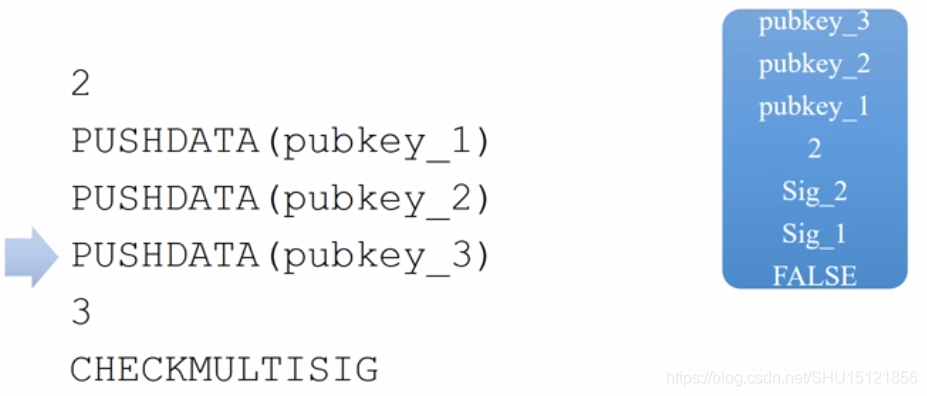 2
PUSHDATA(pubkey_1)
PUSHDATA(pubkey_2)
PUSHDATA(pubkey_3)
3
CHECKMULTISIG
pubkey_3
pubkey_2
pubkey_1
2
Sig_2
Sig_1
FALSE
https://blog.csdn.net/SHU15121856